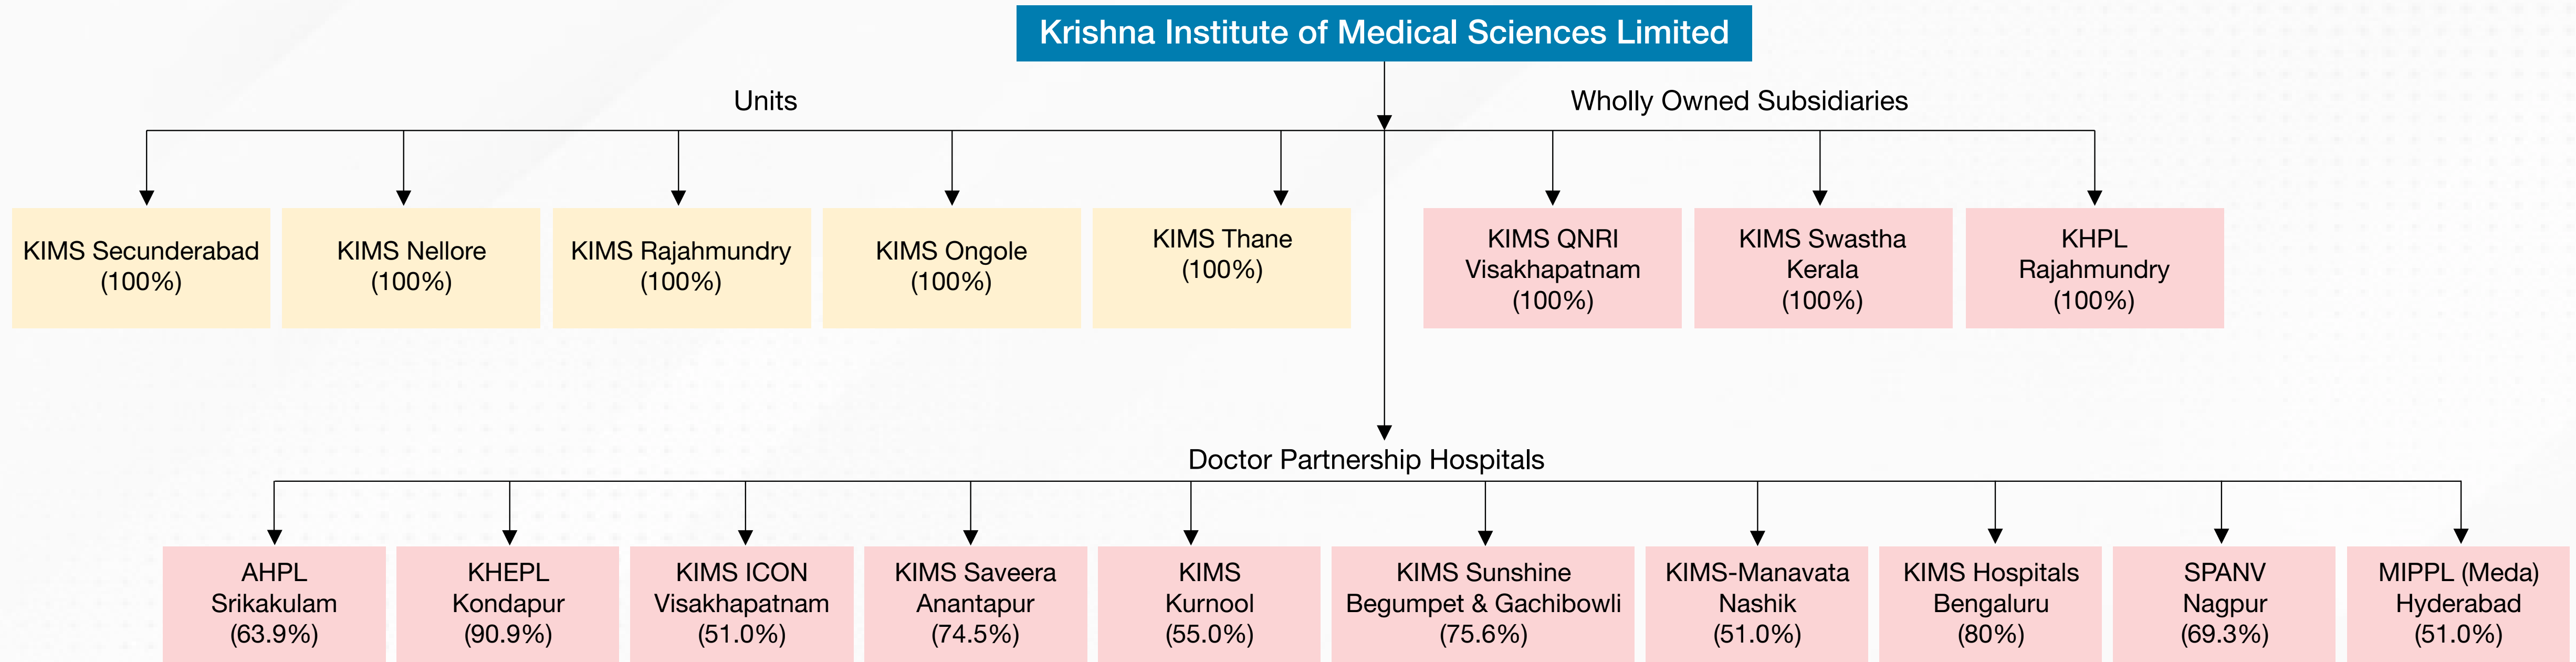 Krishna Institute of Medical Sciences Limited
Units
Wholly Owned Subsidiaries
KIMS Secunderabad
(100%)
KIMS Nellore
(100%)
KIMS Rajahmundry
(100%)
KIMS Ongole
(100%)
KIMS Thane
(100%)
KIMS QNRI
Visakhapatnam
(100%)
KIMS Swastha
Kerala
(100%)
KHPL
Rajahmundry
(100%)
Doctor Partnership Hospitals
AHPL
Srikakulam
(63.9%)
KHEPL
Kondapur
(90.9%)
KIMS ICON
Visakhapatnam
(51.0%)
KIMS Saveera
Anantapur
(74.5%)
KIMS
Kurnool
(55.0%)
KIMS Sunshine
Begumpet & Gachibowli
(75.6%)
KIMS-Manavata
Nashik
(51.0%)
KIMS Hospitals
Bengaluru
(80%)
SPANV
Nagpur
(69.3%)
MIPPL (Meda)
Hyderabad
(51.0%)